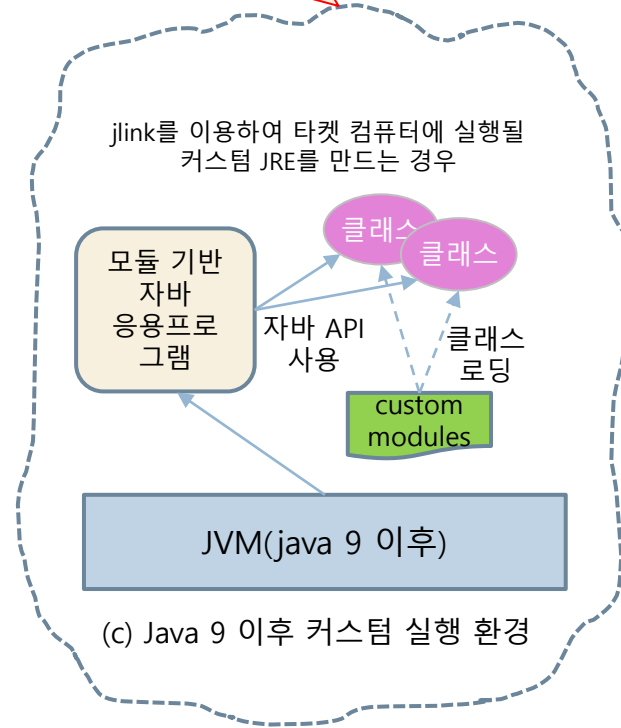 jlink를 이용하여 타켓 컴퓨터에 실행될
커스텀 JRE를 만드는 경우
클래스
클래스
모듈 기반
자바
응용프로
그램
자바 API
사용
클래스
로딩
custom
modules
JVM(java 9 이후)
(c) Java 9 이후 커스텀 실행 환경